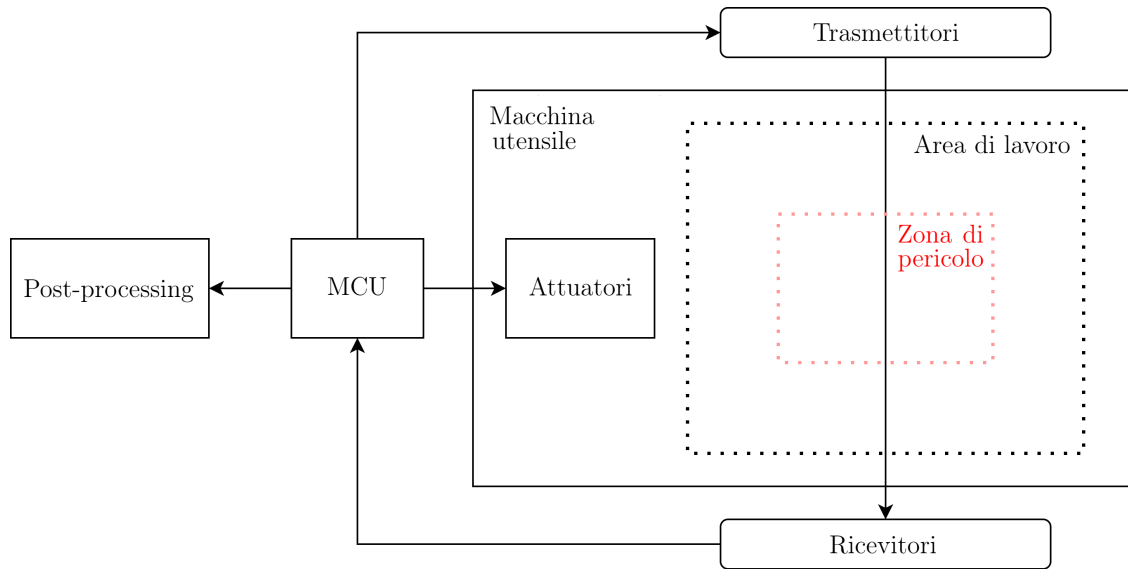 Trasmettitori
Macchina
utensile
Area di lavoro
Zona di
pericolo
Post-processing
MCU
Attuatori
Ricevitori